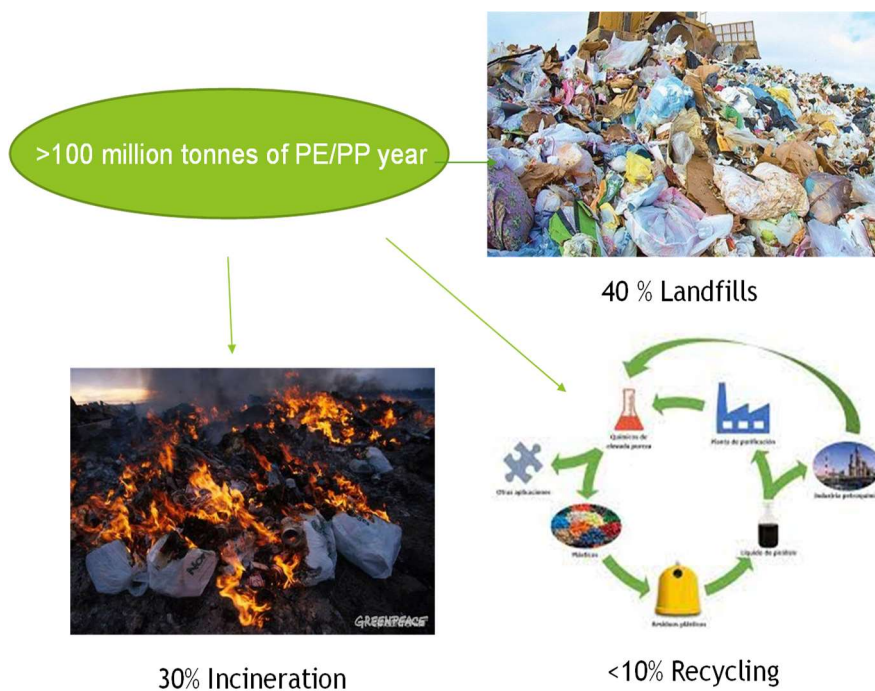 >100 million tonnes of PE/PP year
40 % Landfills
Químicos de
elevada pureza
Planta de purificación
Otras aplicaciones
Industria petroquími
Plásticos
Líquido de pirólisis
Residuos plásticos
GREENPEACE
30% Incineration
<10% Recycling